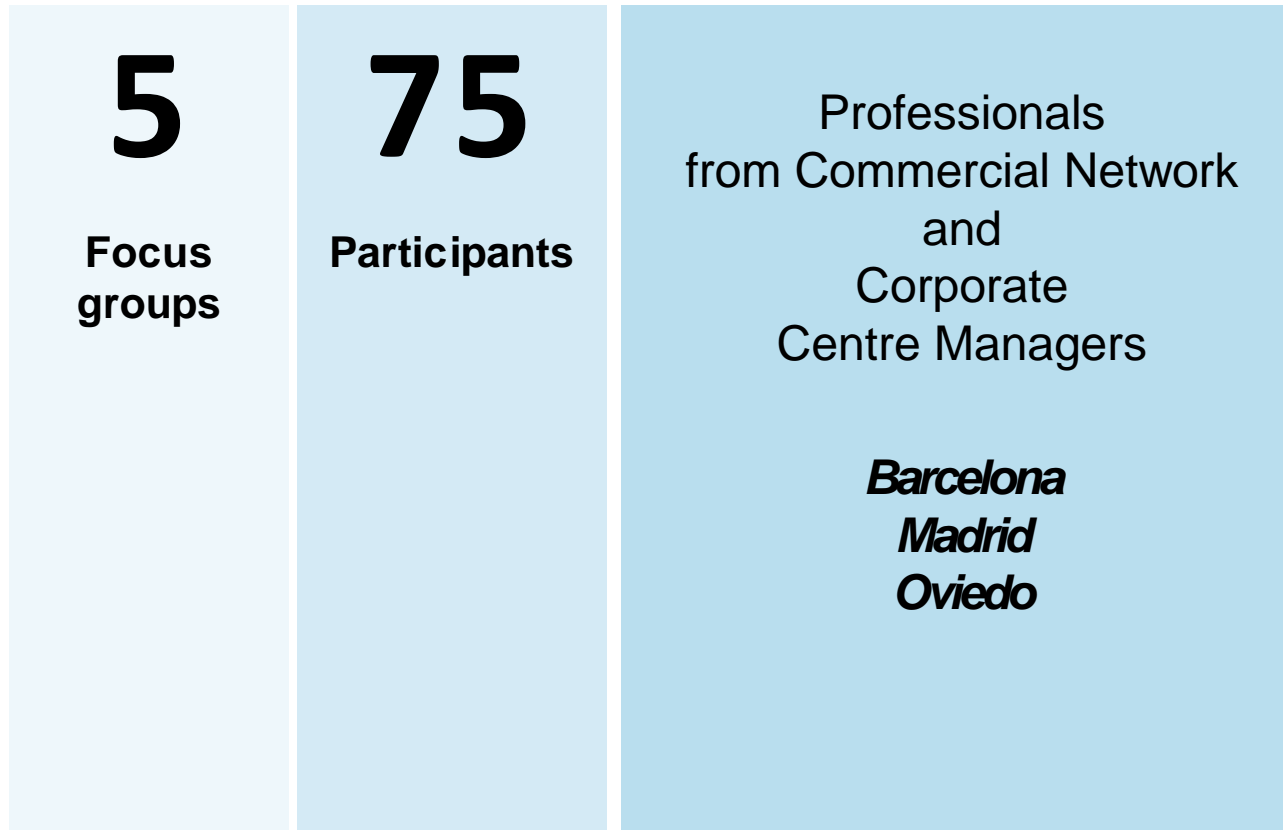 5
Focus
groups
75
Participants
Professionals
from Commercial Network
and
Corporate
Centre Managers
Barcelona
Madrid
Oviedo